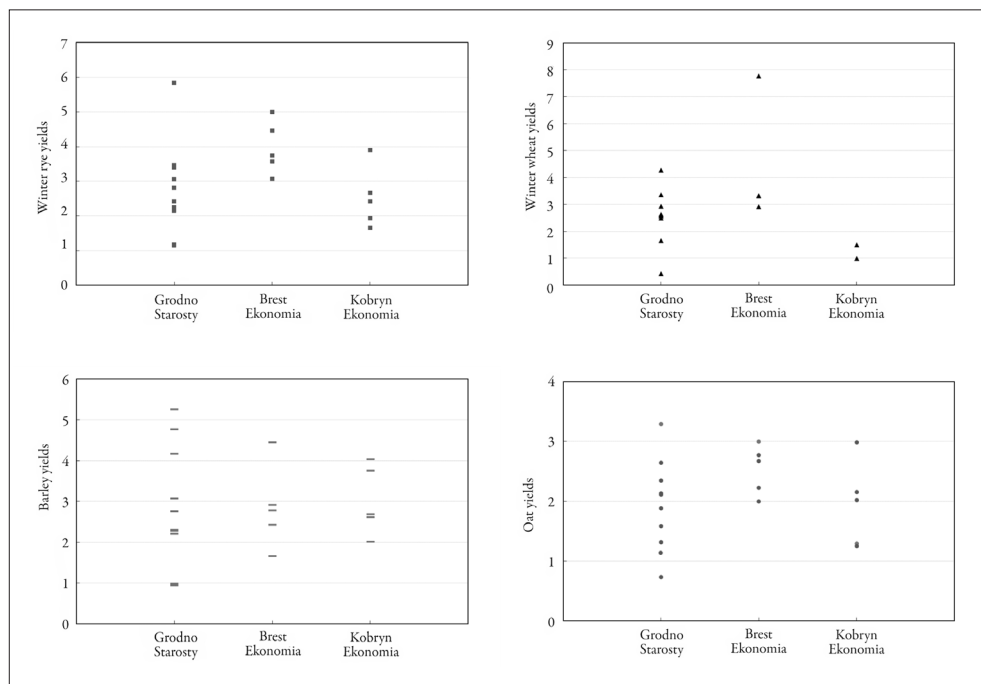 Winter rye yields
7
6
5
4
3
2
1
0
Grodno
Starosty
Brest
Ekonomia
Kobryn
Ekonomia
Winter wheat yields
9
8
7
6
5
4
3
2
1
0
Grodno
Starosty
Brest
Ekonomia
Kobryn
Ekonomia
Barley yields
6
5
4
3
2
1
0
Grodno
Starosty
Brest
Ekonomia
Kobryn
Ekonomia
Oat yields
4
3
2
1
0
Grodno
Starosty
Brest
Ekonomia
Kobryn
Ekonomia